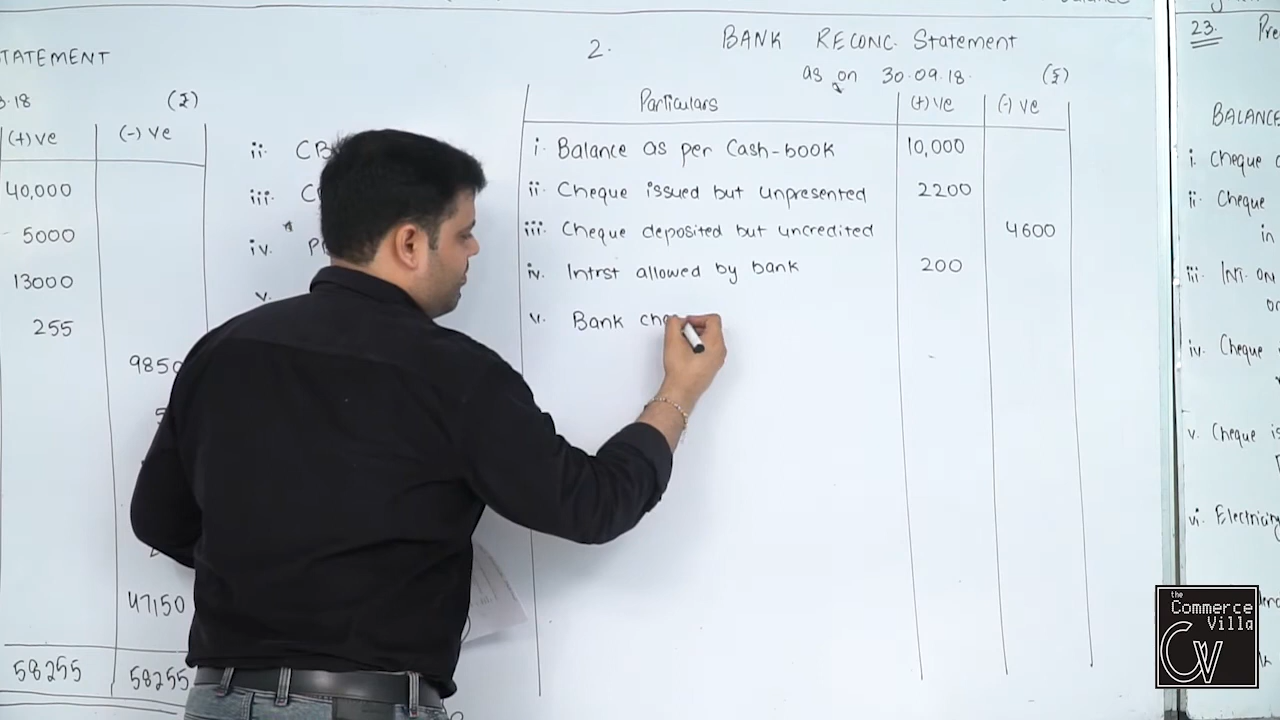 TATEMENT
(₹)
(+)ve
(-) ve
40,000
5000
13000
255
9850
47150
58255
58255
ii.
iii.
iv.
v.
2.
BANK RECONC. Statement
as on 30.09.18.
(₹)
Particulars
(+)ve
(-) ve
i. Balance as per Cash-book
10,000
ii. Cheque issued but unpresented
2200
iii. Cheque deposited but uncredited
4600
iv. Intrst allowed by bank
200
v. Bank
23.
BALANCE
i. Cheque
ii. Cheque
in
iii. Int. on
iv. Cheque
v. Cheque
vi. Electricity
the
Commerce
Villa
CV